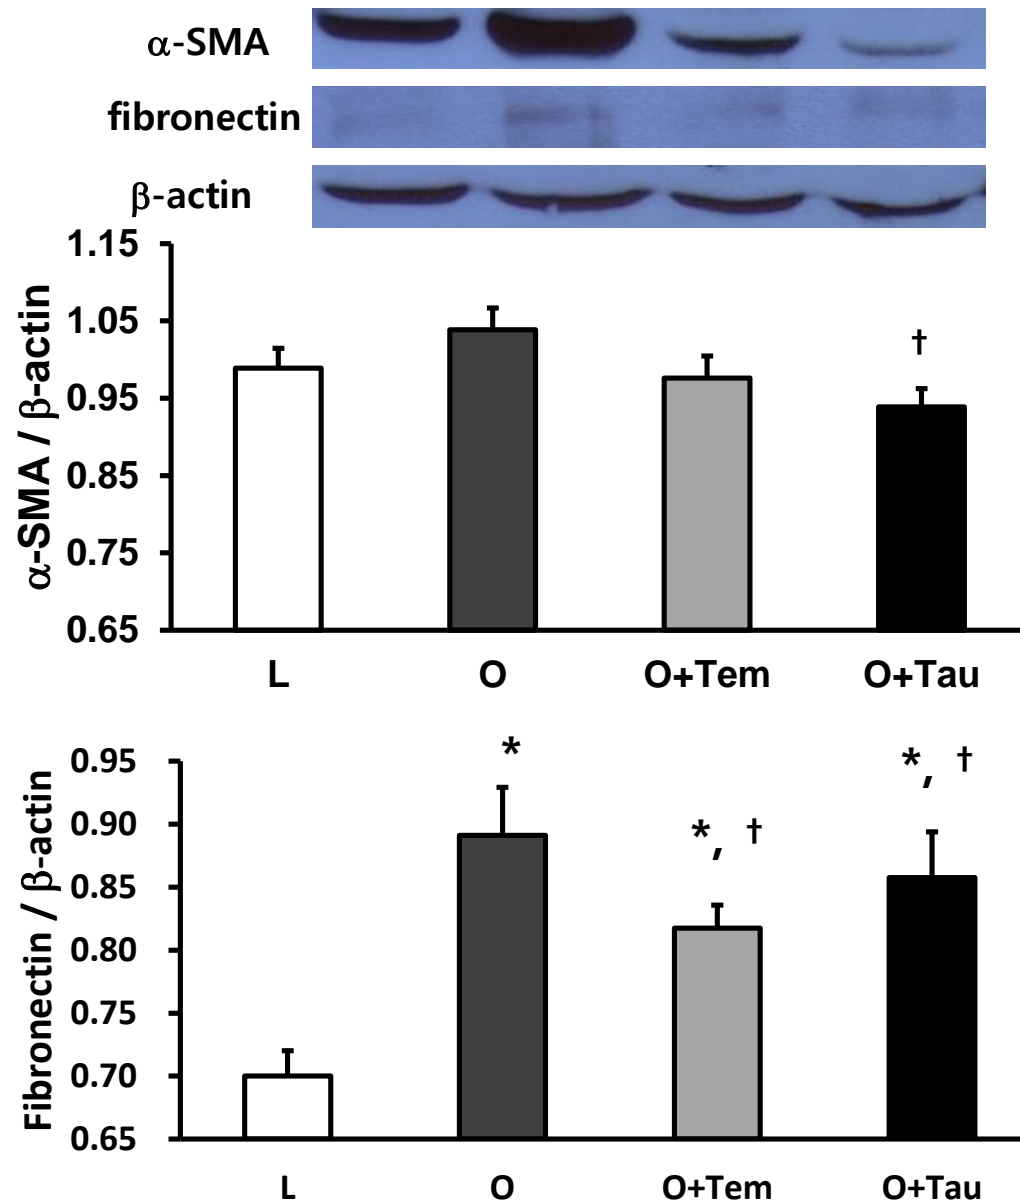 α-SMA
fibronectin
β-actin
α-SMA / β-actin
1.15
1.05
0.95
0.85
0.75
0.65
†
L O O+Tem O+Tau
Fibronectin / β-actin
0.95
0.90
0.85
0.80
0.75
0.70
0.65
*
*, †
*, †
L O O+Tem O+Tau